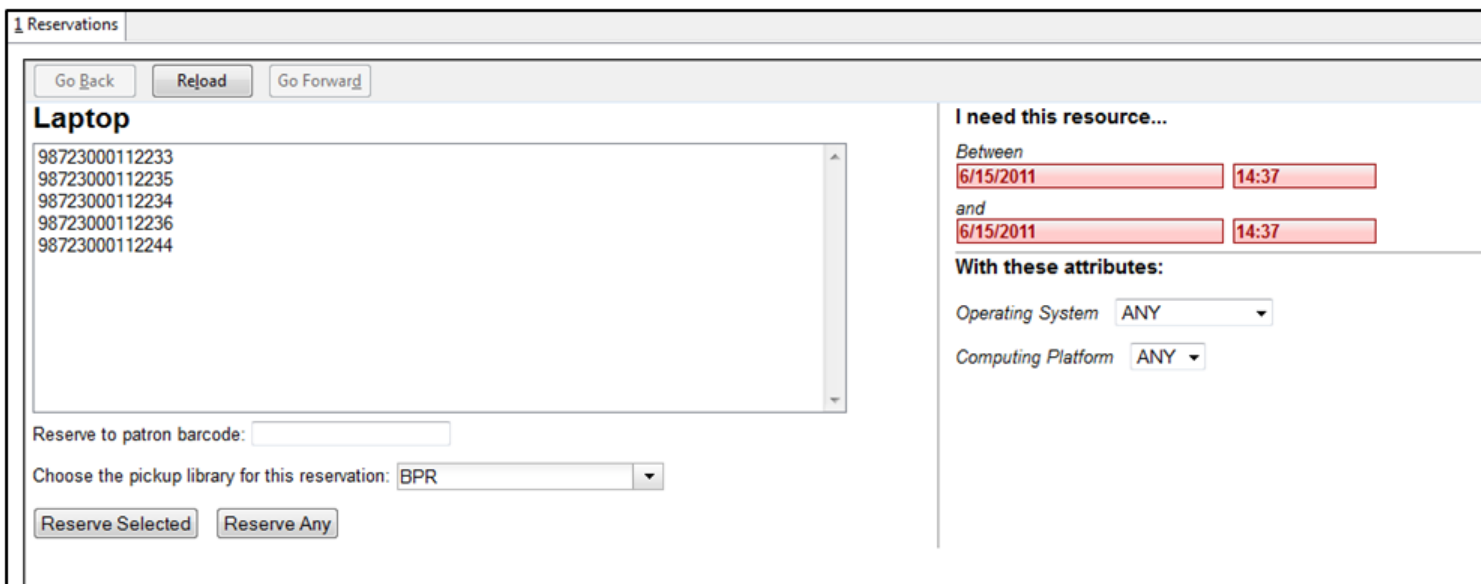 1 Reservations
Go Back Reload Go Forward
Laptop
98723000112233
98723000112235
98723000112234
98723000112236
98723000112244
Reserve to patron barcode:
Choose the pickup library for this reservation: BPR
Reserve Selected Reserve Any
I need this resource...
Between
6/15/2011 14:37
and
6/15/2011 14:37
With these attributes:
Operating System ANY
Computing Platform ANY